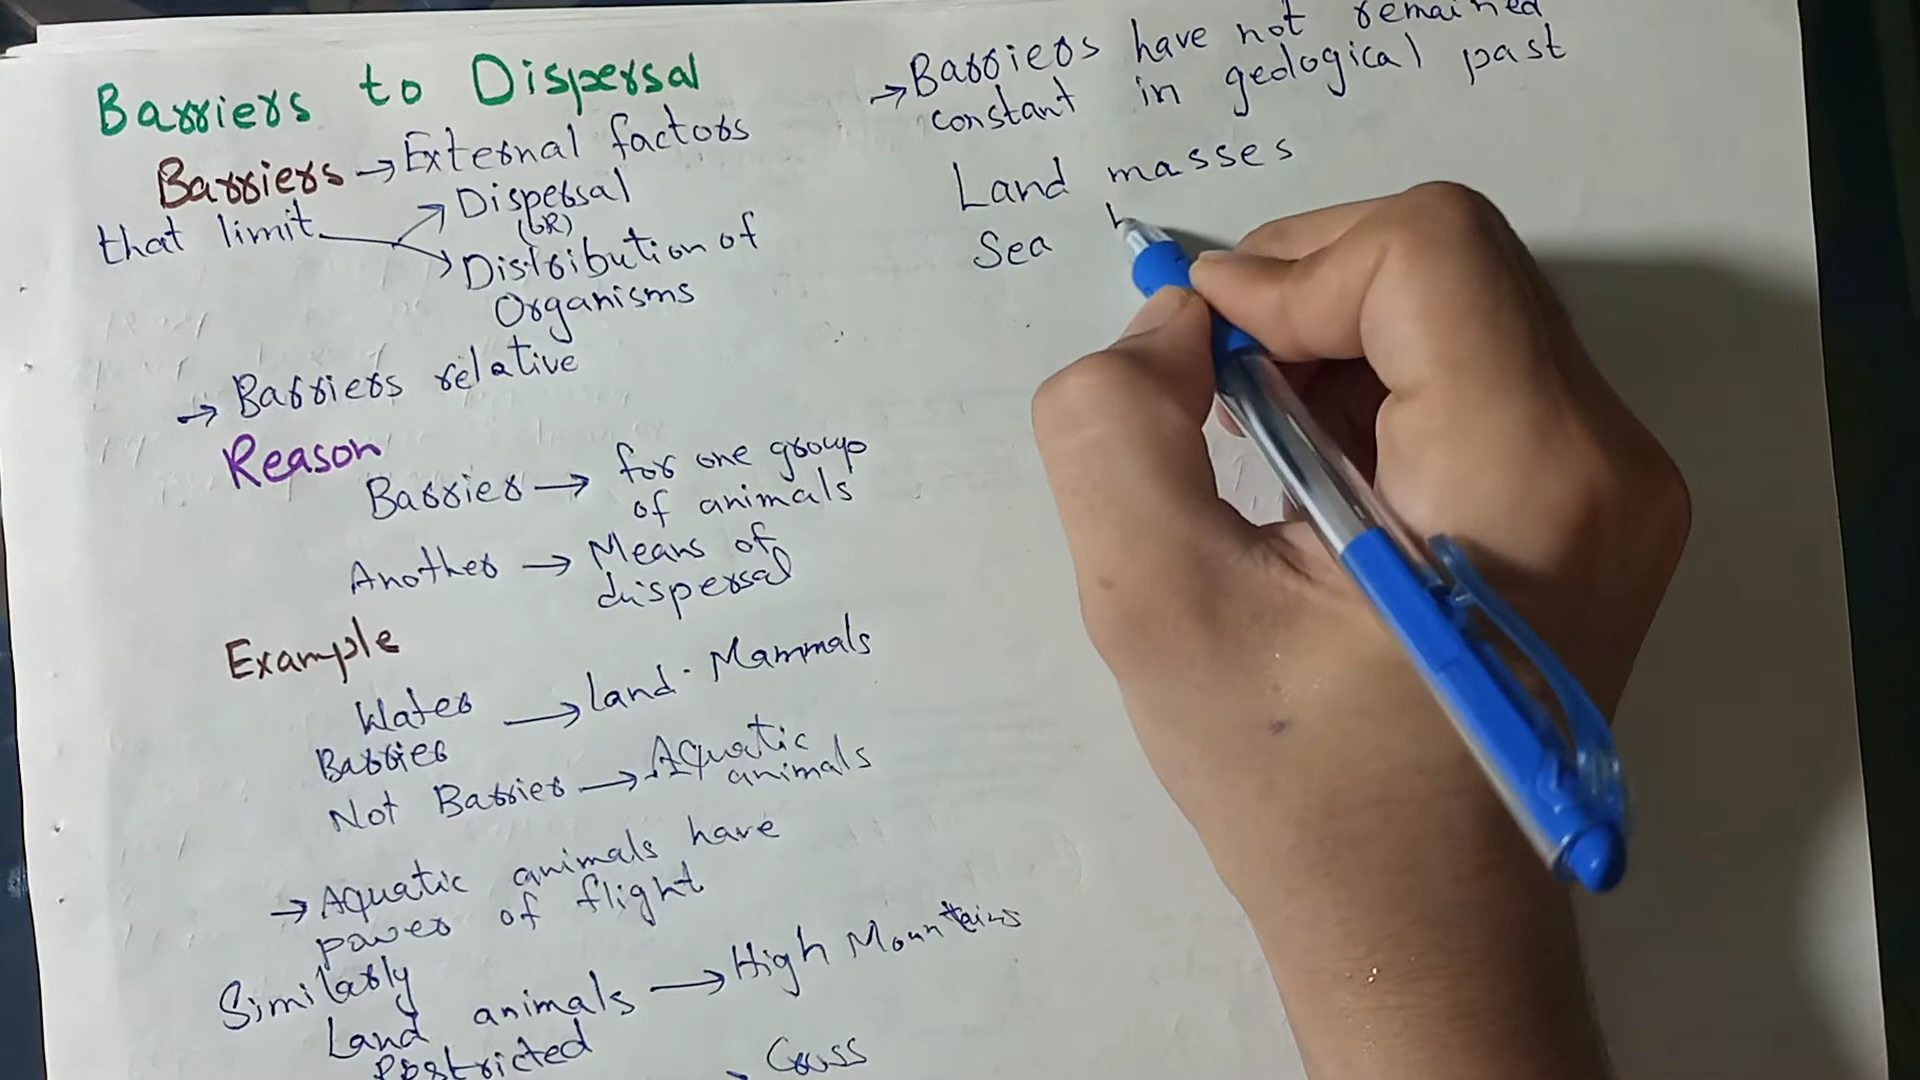 Barriers to Dispersal
Barriers → External factors
that limit → Dispersal
(OR)
→ Distribution of
Organisms
→ Barriers relative
Reason
Barrier → for one group
of animals
Another → Means of
dispersal
Example
Water → Land. Mammals
Barrier
Not Barrier → Aquatic
animals
→ Aquatic animals have
power of flight
Similarly
Land animals → High Mountains
Restricted
Cross
→ Barriers have not remained
constant in geological past
Land masses
Sea